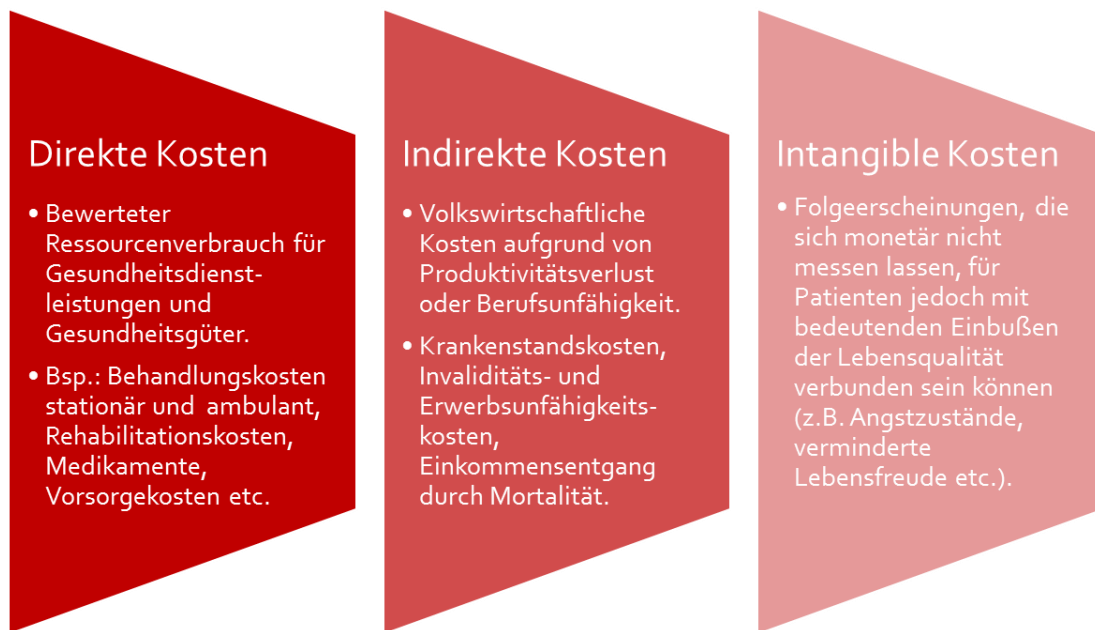 Direkte Kosten
• Bewerteter
Ressourcenverbrauch für
Gesundheitsdienst-
leistungen und
Gesundheitsgüter.
• Bsp.: Behandlungskosten
stationär und ambulant,
Rehabilitationskosten,
Medikamente,
Vorsorgekosten etc.
Indirekte Kosten
• Volkswirtschaftliche
Kosten aufgrund von
Produktivitätsverlust
oder Berufsunfähigkeit.
• Krankenstandskosten,
Invaliditäts- und
Erwerbsunfähigkeits-
kosten,
Einkommensentgang
durch Mortalität.
Intangible Kosten
• Folgeerscheinungen, die
sich monetär nicht
messen lassen, für
Patienten jedoch mit
bedeutenden Einbußen
der Lebensqualität
verbunden sein können
(z.B. Angstzustände,
verminderte
Lebensfreude etc.).